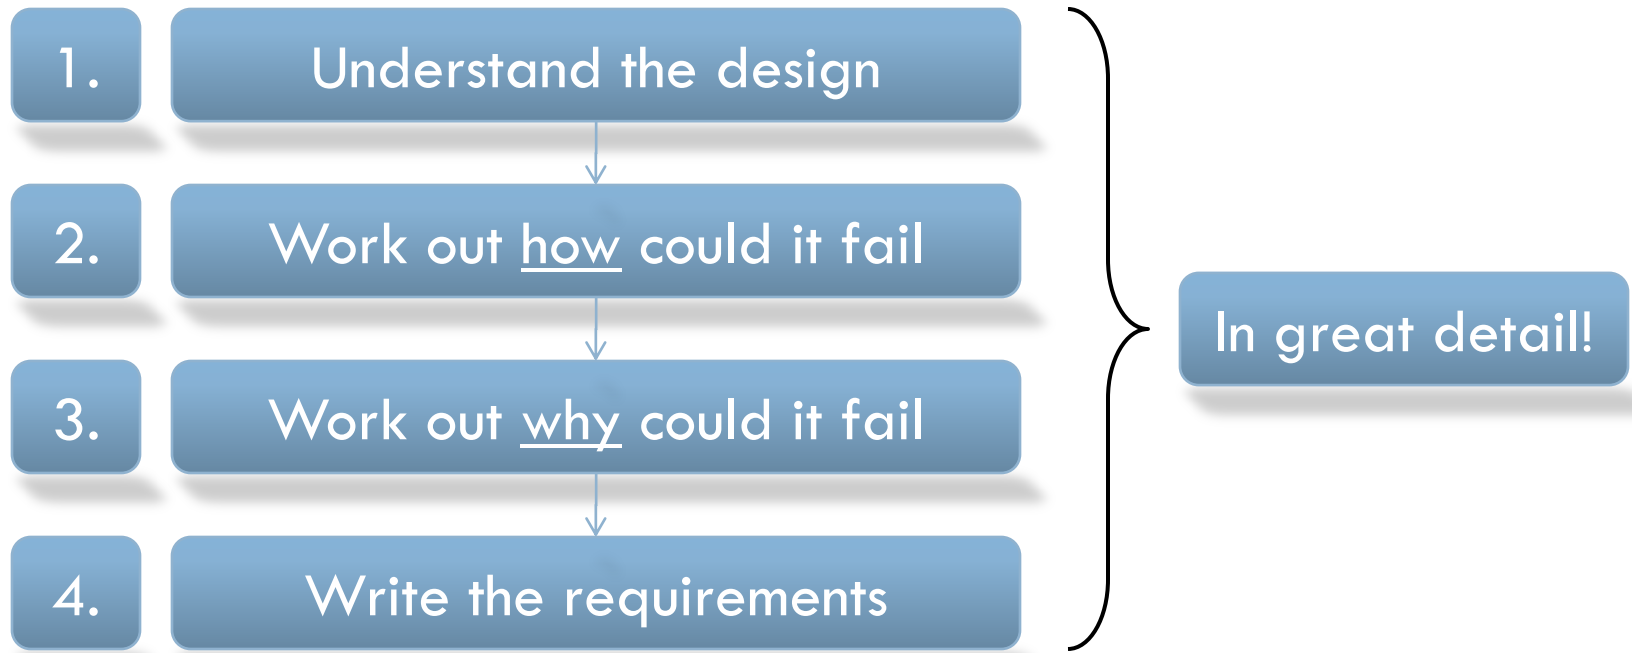 1.
Understand the design
2.
Work out how could it fail
3.
Work out why could it fail
4.
Write the requirements
In great detail!